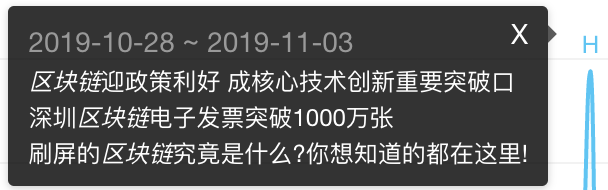 2019-10-28 ~ 2019-11-03
X
H
区块链迎政策利好 成核心技术创新重要突破口
深圳区块链电子发票突破1000万张
刷屏的区块链究竟是什么?你想知道的都在这里!